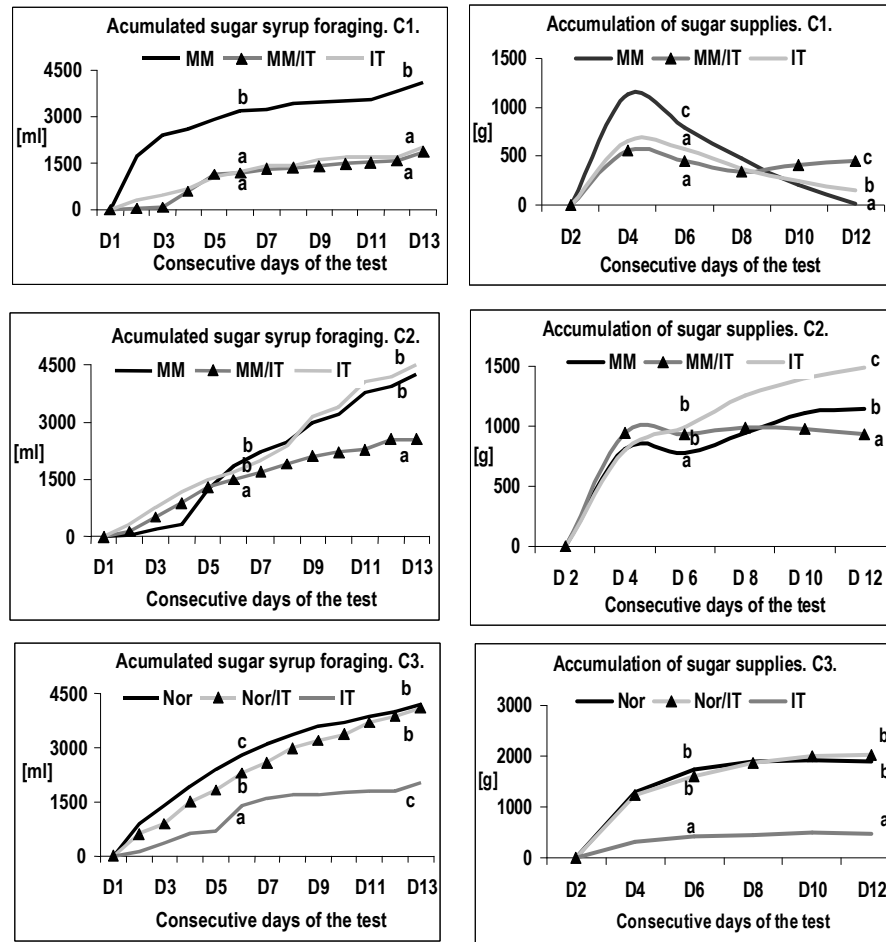 Acumulated sugar syrup foraging. C1.
MM MM/IT IT
4500
3000
[ml]
1500
0
b
b
a
a
a
a
D1 D3 D5 D7 D9 D11 D13
Consecutive days of the test
Accumulation of sugar supplies. C1.
MM MM/IT IT
1500
1000
[g]
500
0
c
a
a
c
b
a
D2 D4 D6 D8 D10 D12
Consecutive days of the test
Acumulated sugar syrup foraging. C2.
MM MM/IT IT
4500
3000
[ml]
1500
0
b
b
b
b
a
a
D1 D3 D5 D7 D9 D11 D13
Consecutive days of the test
Accumulation of sugar supplies. C2.
MM MM/IT IT
1500
1000
[g]
500
0
c
b
b
b
a
a
D 2 D 4 D 6 D 8 D 10 D 12
Consecutive days of the test
Acumulated sugar syrup foraging. C3.
Nor Nor/IT IT
4500
3000
[ml]
1500
0
b
c
b
b
a
c
D1 D3 D5 D7 D9 D11 D13
Consecutive days of the test
Accumulation of sugar supplies. C3.
Nor Nor/IT IT
3000
2000
[g]
1000
0
b
b
b
b
a
a
D2 D4 D6 D8 D10 D12
Consecutive days of the test